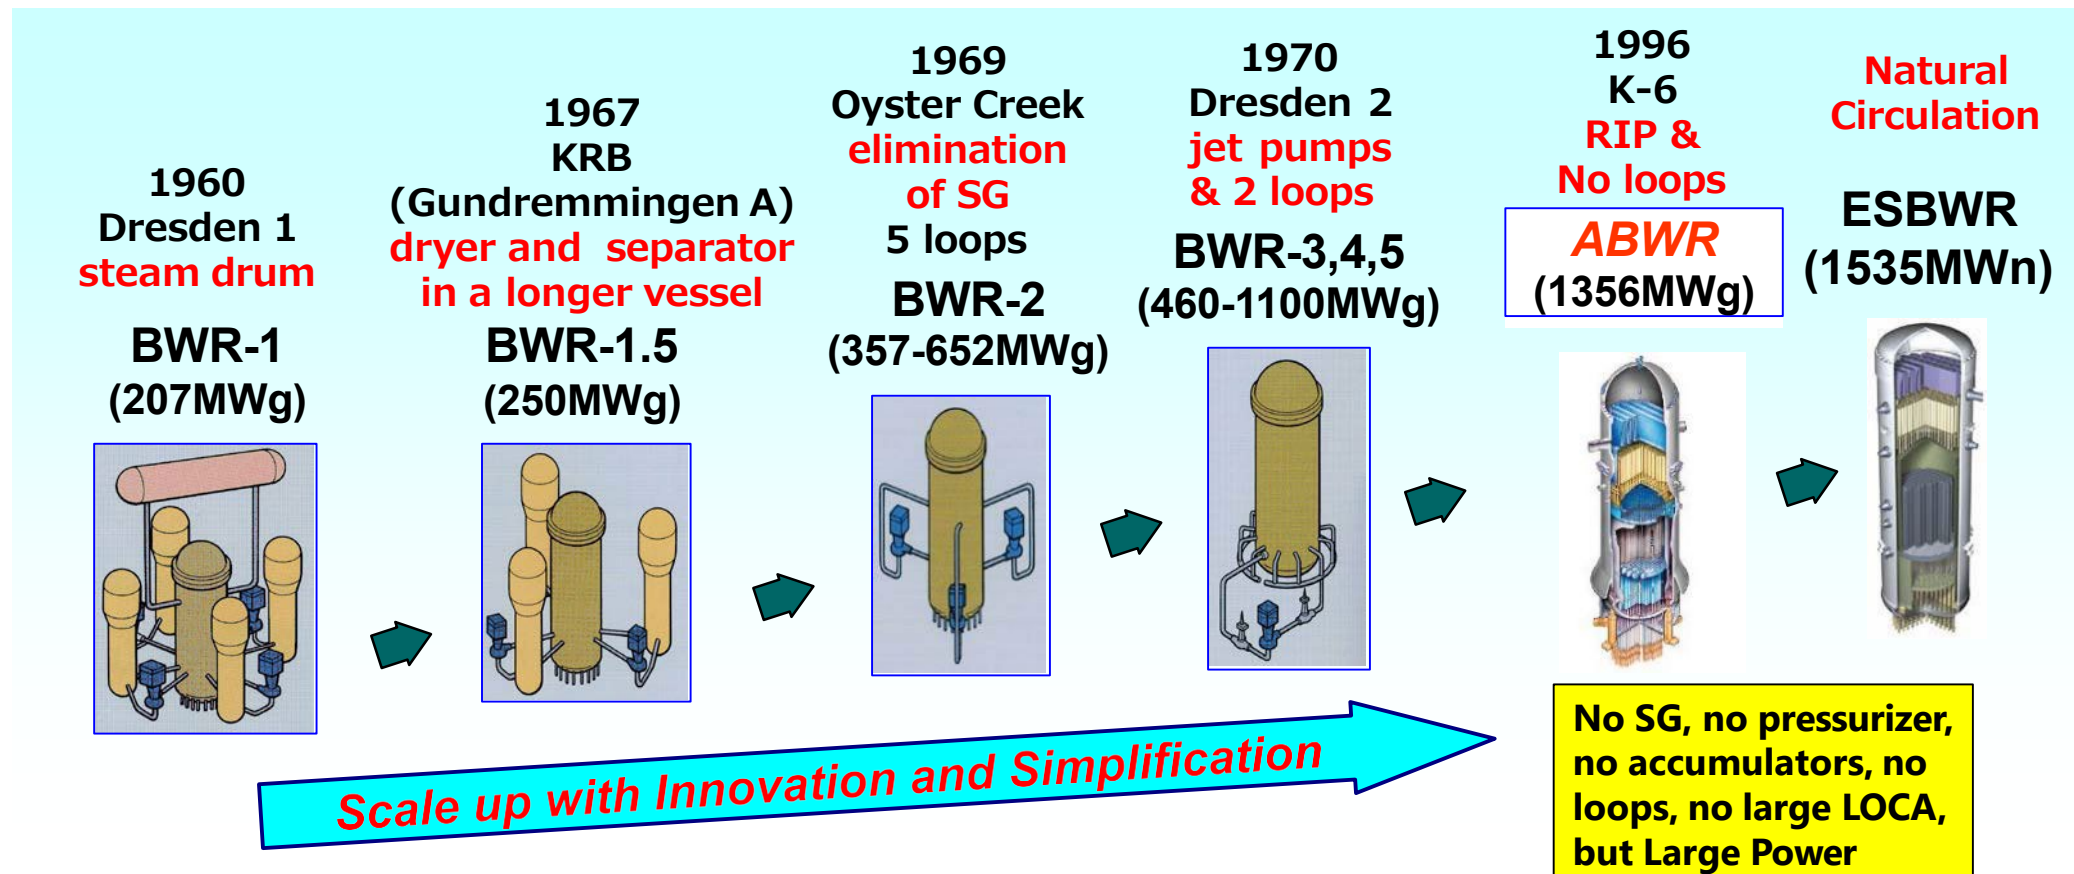 1960
Dresden 1
steam drum
BWR-1
(207MWg)
1967
KRB
(Gundremmingen A)
dryer and separator
in a longer vessel
BWR-1.5
(250MWg)
1969
Oyster Creek
elimination
of SG
5 loops
BWR-2
(357-652MWg)
1970
Dresden 2
jet pumps
& 2 loops
BWR-3,4,5
(460-1100MWg)
1996
K-6
RIP &
No loops
ABWR
(1356MWg)
Natural
Circulation
ESBWR
(1535MWn)
Scale up with Innovation and Simplification
No SG, no pressurizer,
no accumulators, no
loops, no large LOCA,
but Large Power